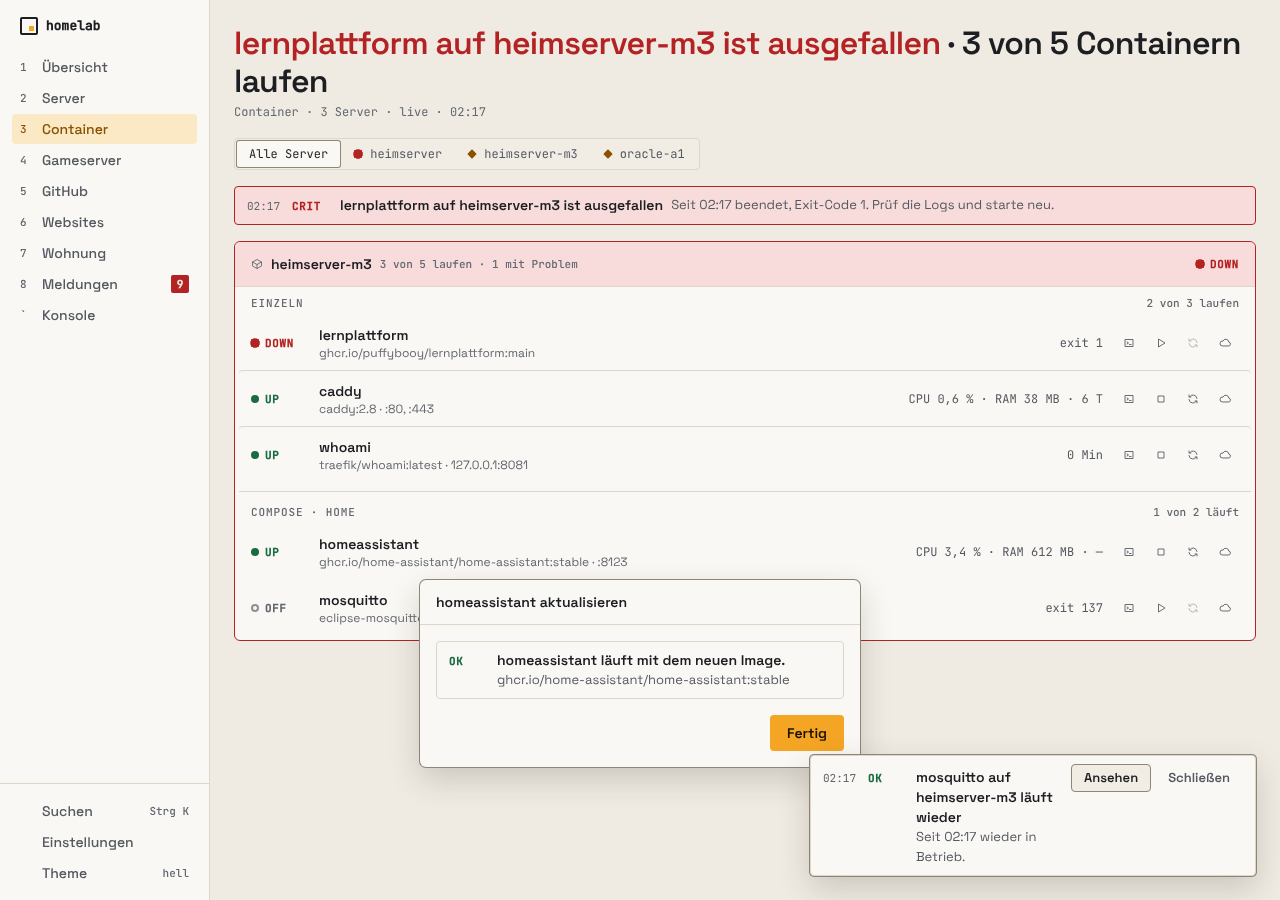 homelab
1 Übersicht
2 Server
3 Container
4 Gameserver
5 GitHub
6 Websites
7 Wohnung
8 Meldungen 9
` Konsole
Suchen Strg K
Einstellungen
Theme hell
lernplattform auf heimserver-m3 ist ausgefallen · 3 von 5 Containern
laufen
Container · 3 Server · live · 02:17
Alle Server heimserver heimserver-m3 oracle-a1
02:17 CRIT lernplattform auf heimserver-m3 ist ausgefallen Seit 02:17 beendet, Exit-Code 1. Prüf die Logs und starte neu.
heimserver-m3 3 von 5 laufen · 1 mit Problem DOWN
EINZELN 2 von 3 laufen
DOWN lernplattform exit 1
ghcr.io/puffybooy/lernplattform:main
UP caddy CPU 0,6 % · RAM 38 MB · 6 T
caddy:2.8 · :80, :443
UP whoami 0 Min
traefik/whoami:latest · 127.0.0.1:8081
COMPOSE · HOME 1 von 2 läuft
UP homeassistant CPU 3,4 % · RAM 612 MB · —
ghcr.io/home-assistant/home-assistant:stable · :8123
OFF mosquitto exit 137
homeassistant aktualisieren
OK homeassistant läuft mit dem neuen Image.
ghcr.io/home-assistant/home-assistant:stable
Fertig
02:17 OK mosquitto auf
heimserver-m3 läuft
wieder
Seit 02:17 wieder in
Betrieb.
Ansehen Schließen